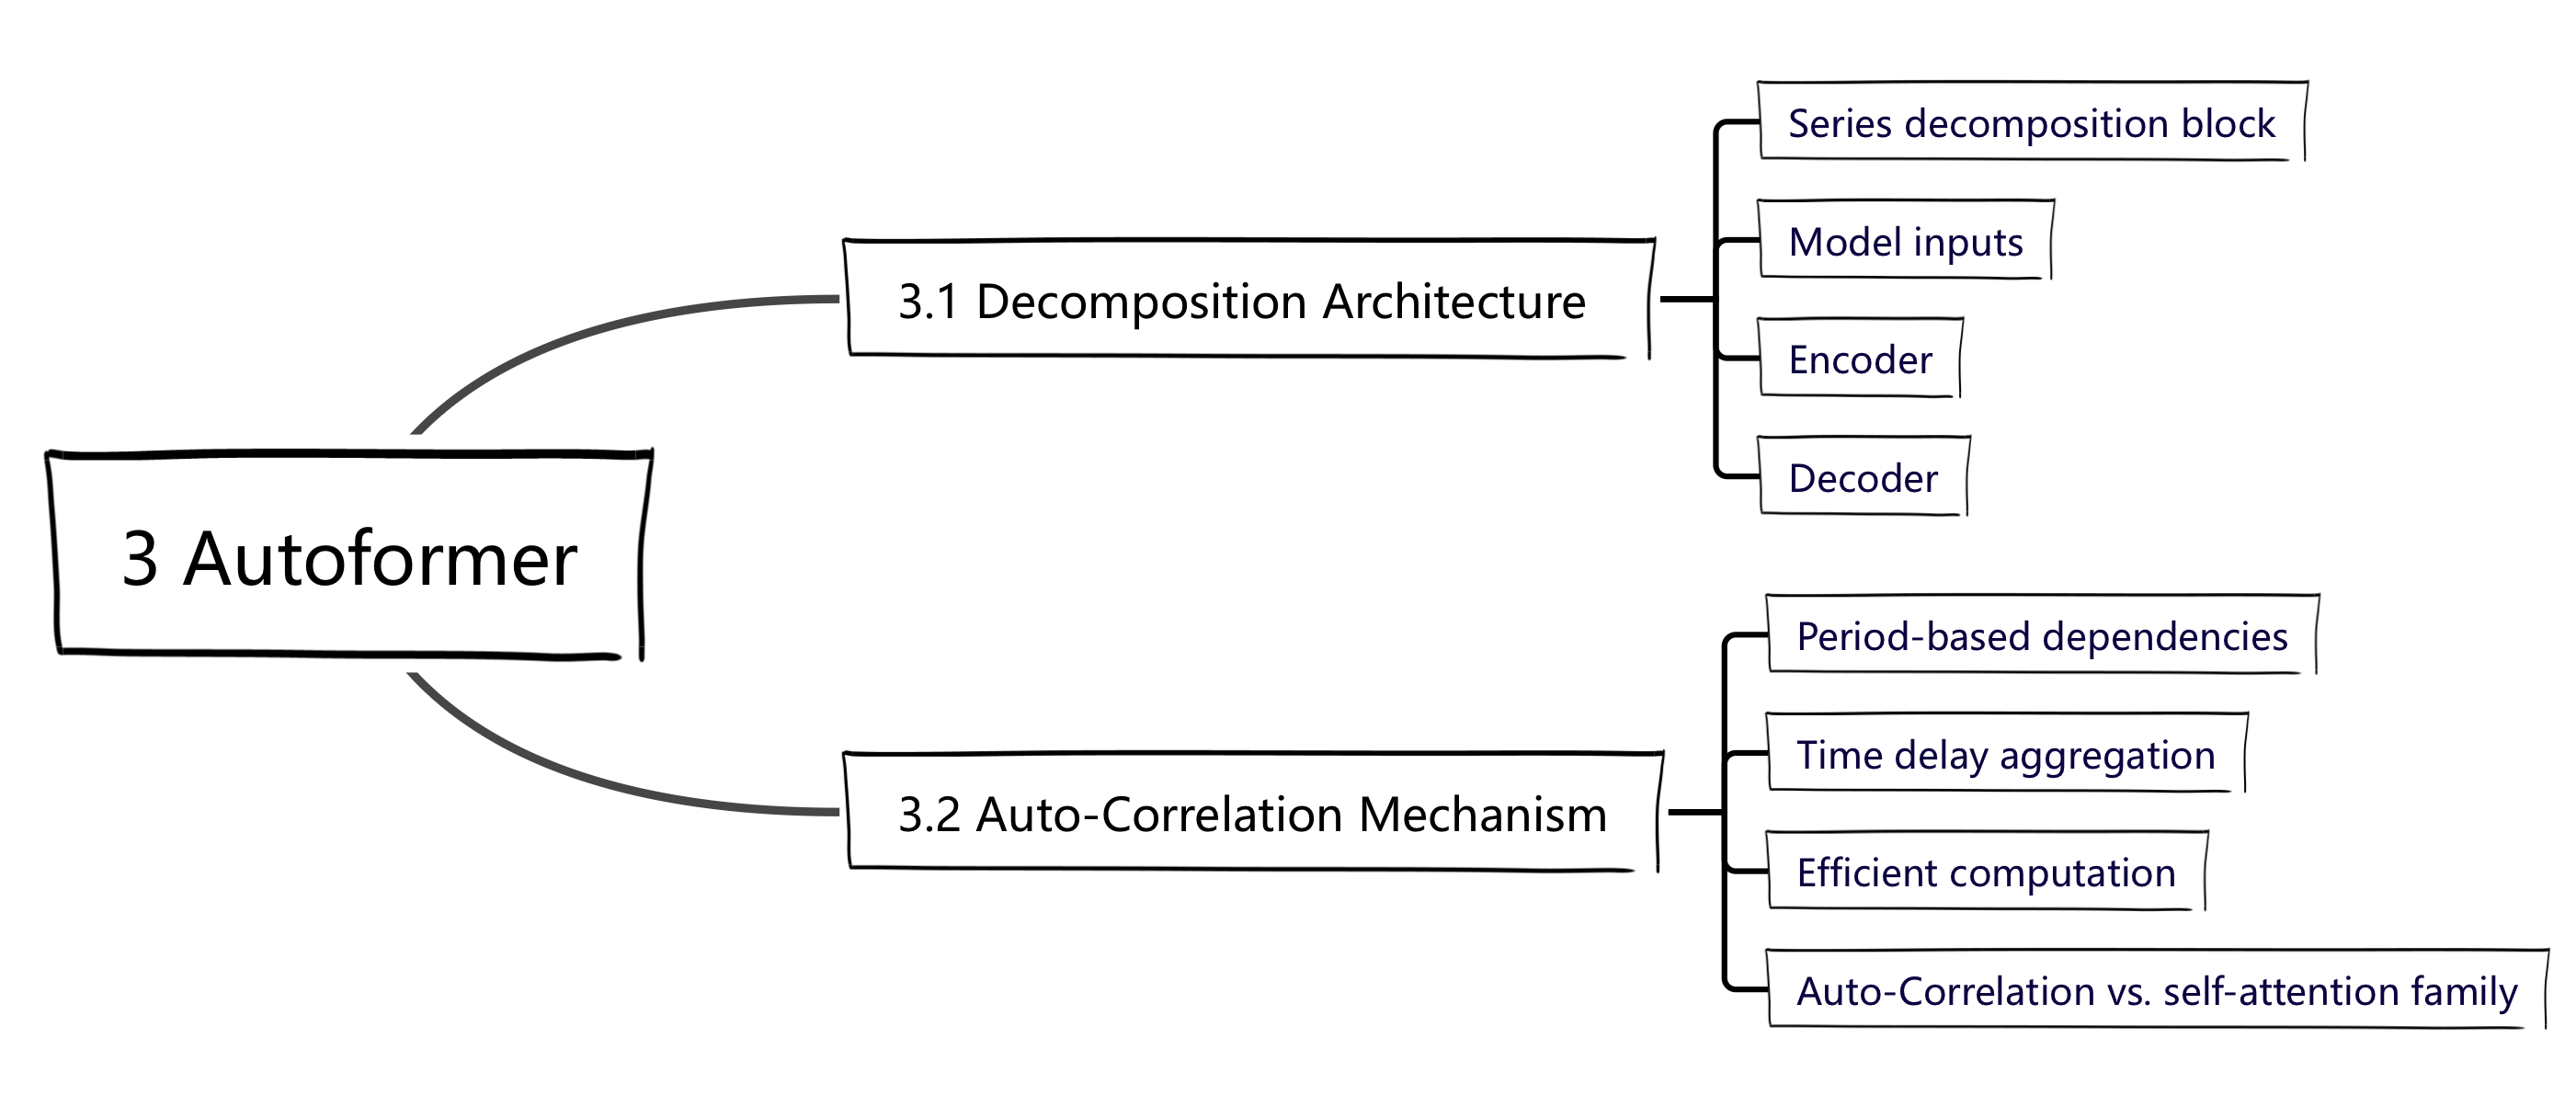 3 Autoformer
3.1 Decomposition Architecture
Series decomposition block
Model inputs
Encoder
Decoder
3.2 Auto-Correlation Mechanism
Period-based dependencies
Time delay aggregation
Efficient computation
Auto-Correlation vs. self-attention family